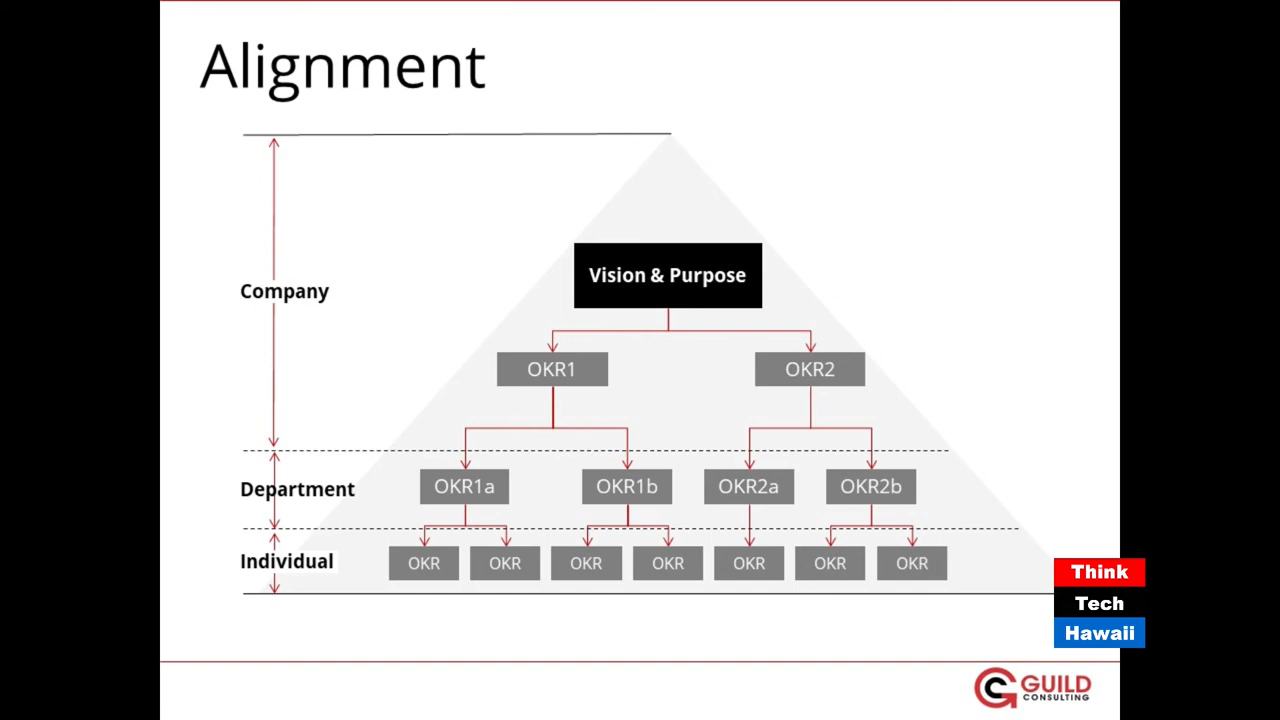 Alignment
Vision & Purpose
Company
OKR1
OKR2
Department
OKR1a
OKR1b
OKR2a
OKR2b
Individual
OKR
OKR
OKR
OKR
OKR
OKR
OKR
Think
Tech
Hawaii
GUILD
CONSULTING